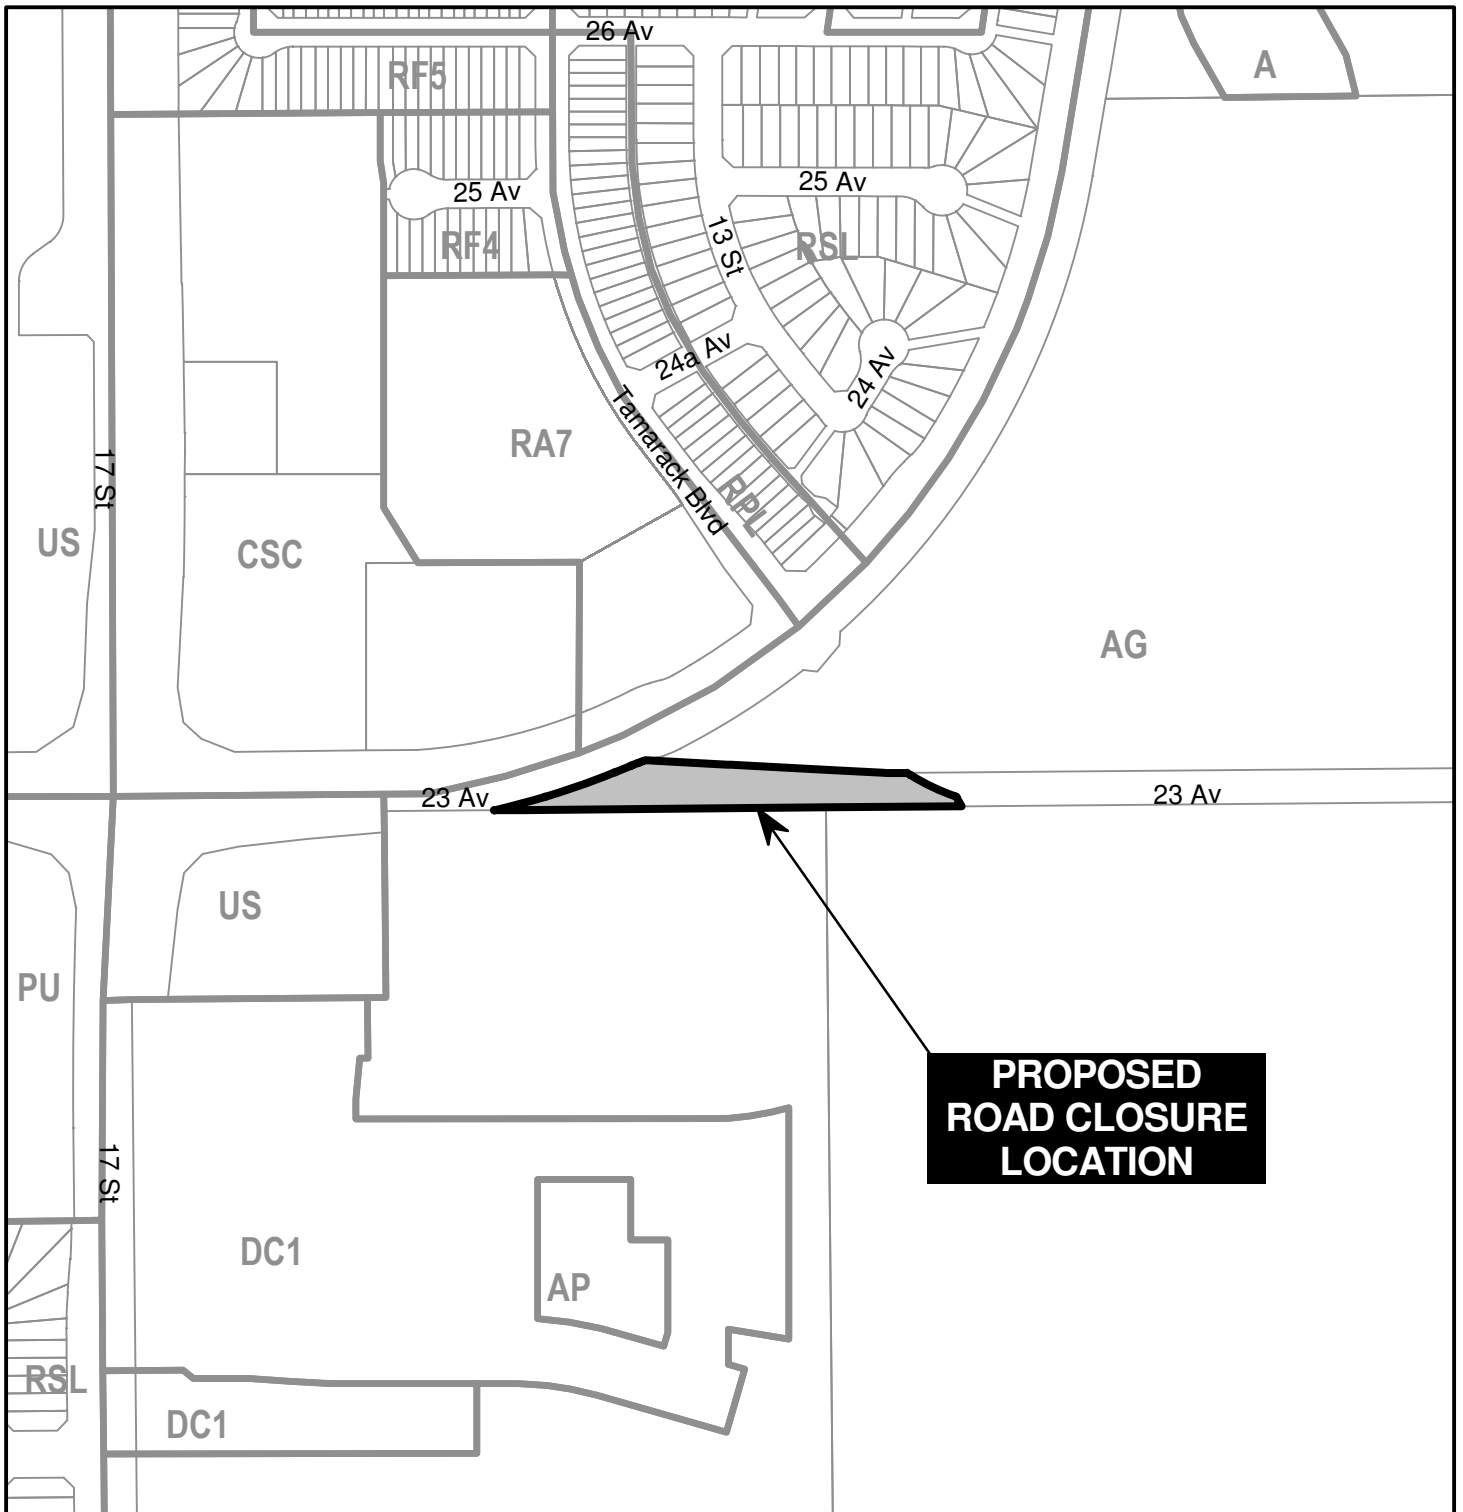 26 Av
A
RF5
25 Av
25 Av
RF4
13 St
RSL
24a Av
24 Av
Tamarack Blvd
RA7
17 St
RPL
US
CSC
AG
23 Av
23 Av
US
PU
PROPOSED
ROAD CLOSURE
LOCATION
17 St
DC1
AP
RSL
DC1